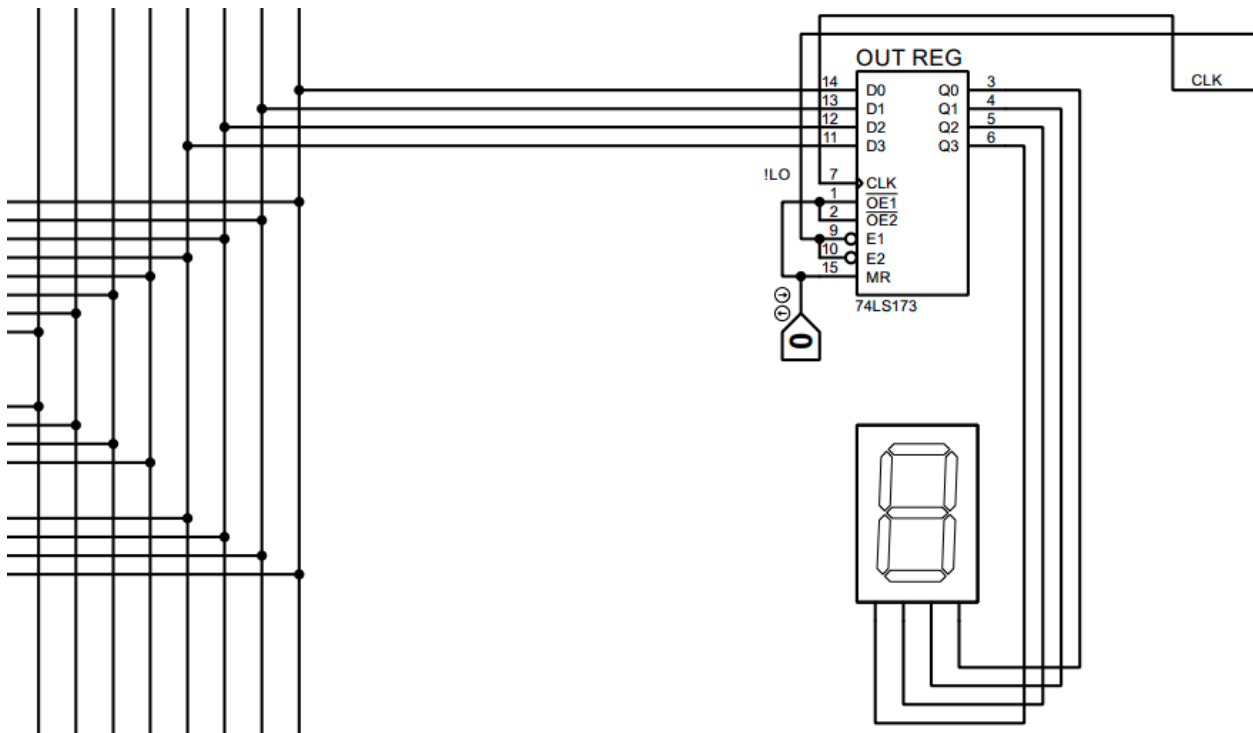 OUT REG
CLK
14 D0 Q0 3
13 D1 Q1 4
12 D2 Q2 5
11 D3 Q3 6
!LO
7 CLK
1 OE1
2 OE2
9 E1
10 E2
15 MR
74LS173
0